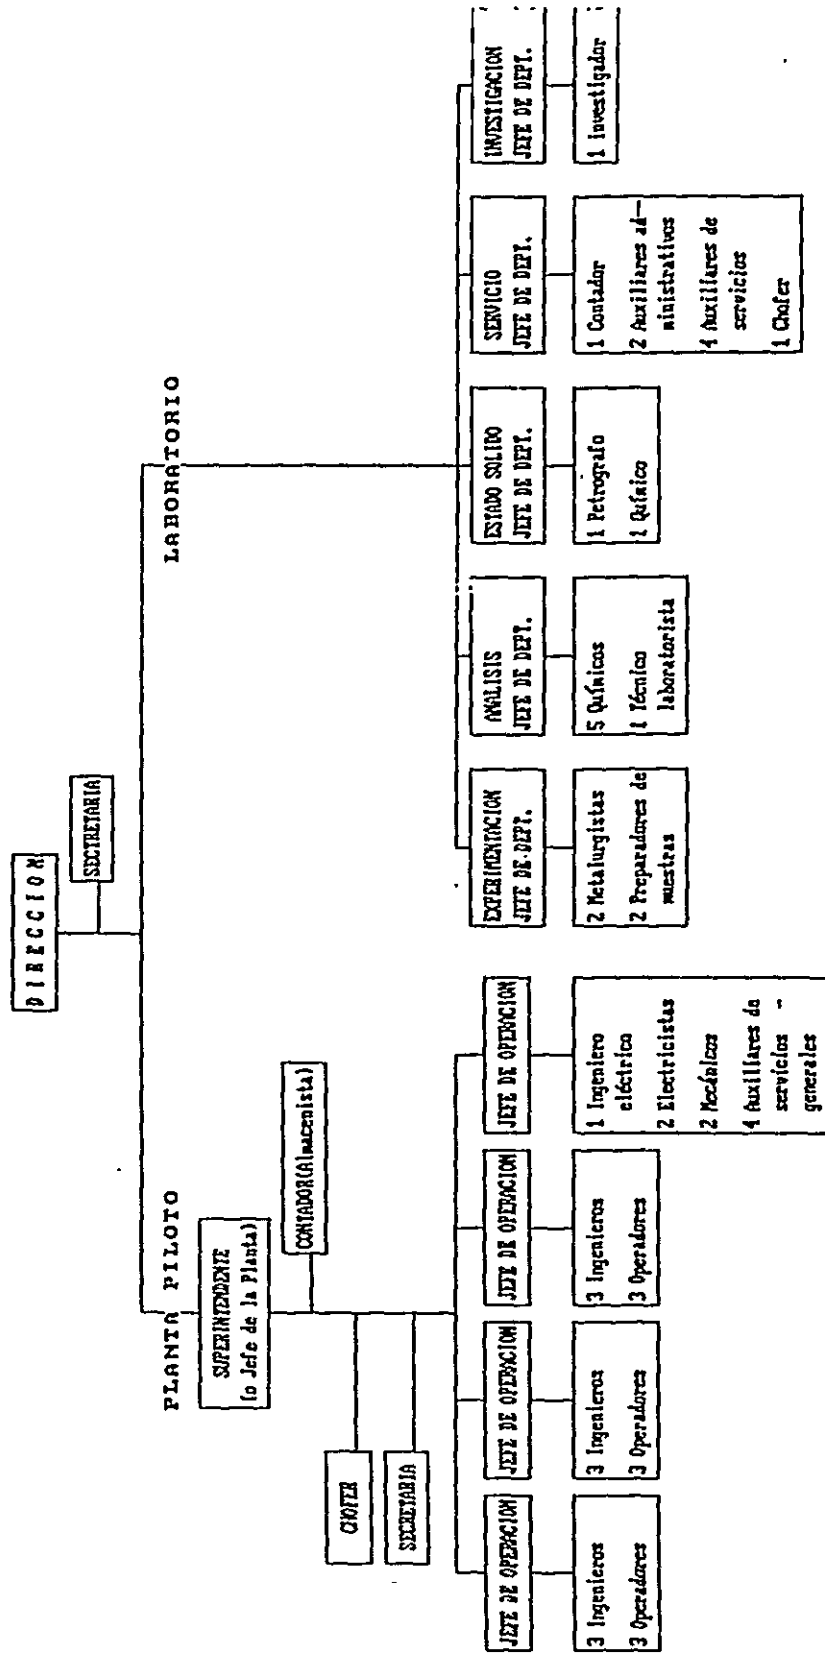 DIRECCION
SECTRETARIA
PLANTA PILOTO
LABORATORIO
SUPERINTENDENTE
(o Jefe de la Planta)
CONTADOR(Almacenista)
CHOFER
SECRETARIA
JEFE DE OPERACION
3 Ingenieros
3 Operadores
JEFE DE OPERACION
3 Ingenieros
3 Operadores
JEFE DE OPERACION
3 Ingenieros
3 Operadores
JEFE DE OPERACION
1 Ingeniero
eléctrico
2 Electricistas
2 Mecánicos
4 Auxiliares de
servicios -
generales
EXPERIMENTACION
JEFE DE DEPT.
2 Metalurgistas
2 Preparadores de
muestras
ANALISIS
JEFE DE DEPT.
5 Químicos
1 Técnico
laboratorista
ESTADO SOLIDO
JEFE DE DEPT.
1 Petrografo
1 Químico
SERVICIO
JEFE DE DEPT.
1 Contador
2 Auxiliares ad—
ministrativos
4 Auxiliares de
servicios
1 Chofer
INVESTIGACION
JEFE DE DEPT.
1 Investigador